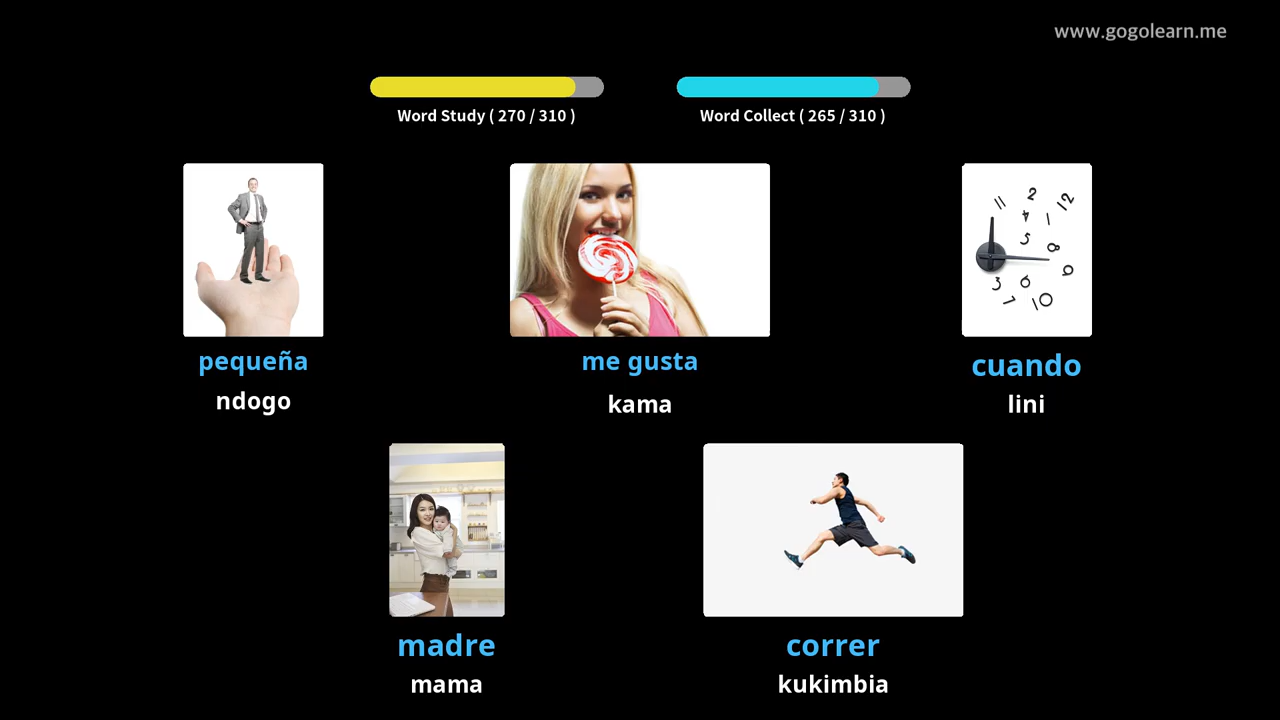 www.gogolearn.me
Word Study ( 270 / 310 )
Word Collect ( 265 / 310 )
pequeña
ndogo
me gusta
kama
cuando
lini
madre
mama
correr
kukimbia